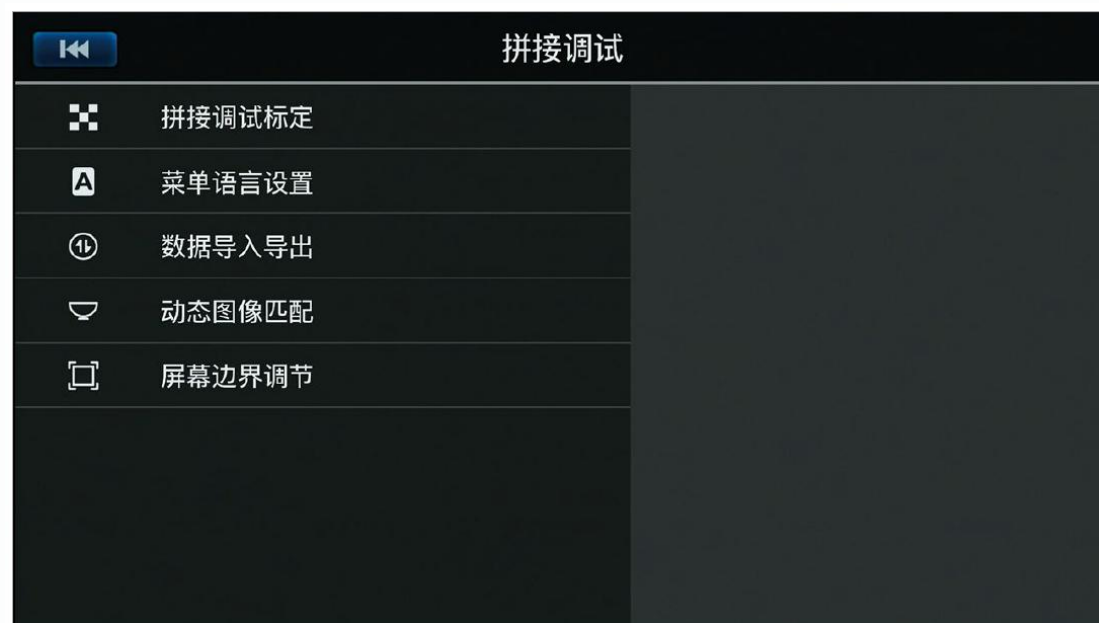 拼接调试
拼接调试标定
菜单语言设置
数据导入导出
动态图像匹配
屏幕边界调节